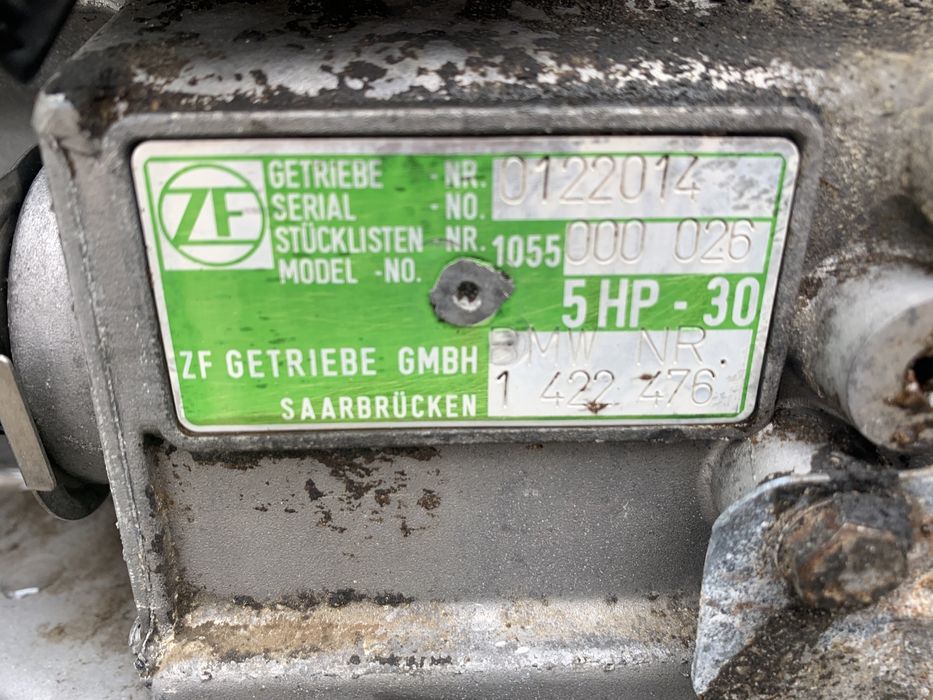 ZF
GETRIEBE - NR. 0122014
SERIAL - NO.
STÜCKLISTEN - NR. 1055 000 026
MODEL - NO.
5 HP - 30
ZF GETRIEBE GMBH BMW NR.
SAARBRÜCKEN 1 422 476